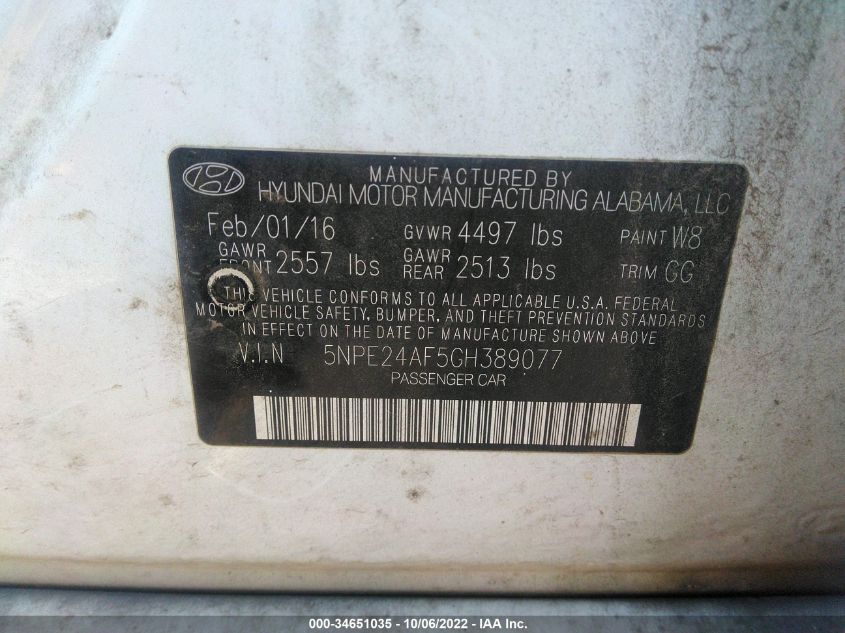 MANUFACTURED BY
HYUNDAI MOTOR MANUFACTURING ALABAMA, LLC
Feb/01/16 GVWR 4497 lbs PAINT W8
GAWR FRONT 2557 lbs GAWR REAR 2513 lbs TRIM GG
THIS VEHICLE CONFORMS TO ALL APPLICABLE U.S.A. FEDERAL
MOTOR VEHICLE SAFETY, BUMPER, AND THEFT PREVENTION STANDARDS
IN EFFECT ON THE DATE OF MANUFACTURE SHOWN ABOVE
V.I.N 5NPE24AF5GH389077
PASSENGER CAR
000-34651035 - 10/06/2022 - IAA Inc.